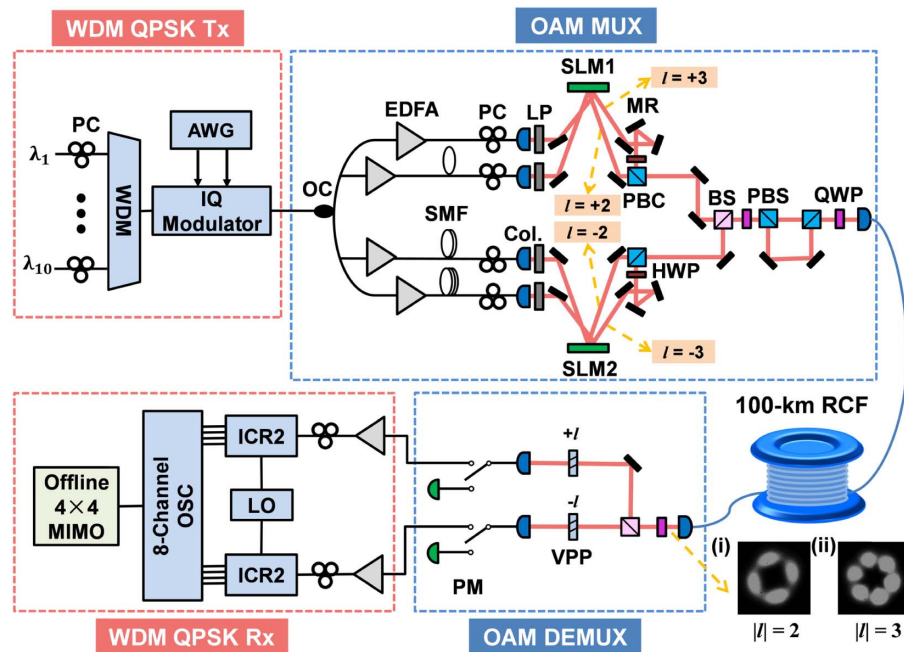 WDM QPSK Tx
OAM MUX
PC
λ1
λ10
WDM
AWG
IQ
Modulator
OC
EDFA
SMF
PC
LP
Col.
SLM1
l = +3
MR
l = +2
PBC
l = -2
HWP
l = -3
SLM2
BS
PBS
QWP
100-km RCF
Offline
4×4
MIMO
8-Channel
OSC
ICR2
LO
ICR2
PM
+l
-l
VPP
(i)
(ii)
|l| = 2
|l| = 3
WDM QPSK Rx
OAM DEMUX